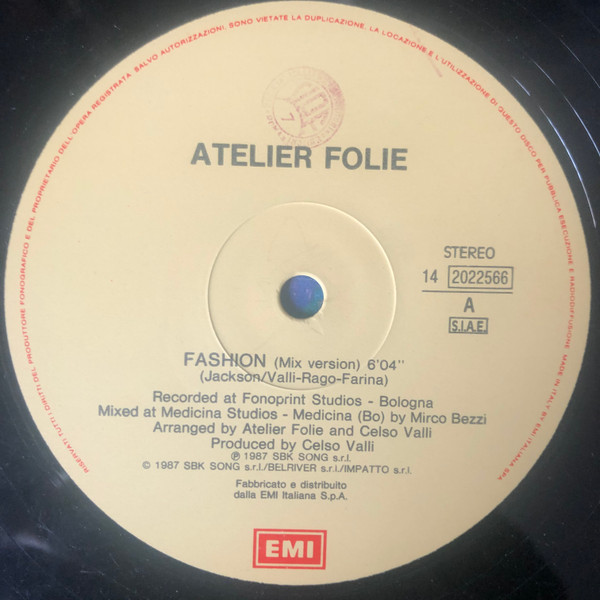 RISERVATI TUTTI I DIRITTI DEL PRODUTTORE FONOGRAFICO E DEL PROPRIETARIO DELL'OPERA REGISTRATA. SALVO AUTORIZZAZIONI, SONO VIETATE LA DUPLICAZIONE, LA LOCAZIONE E L'UTILIZZAZIONE DI QUESTO DISCO PER PUBBLICA ESECUZIONE E RADIODIFFUSIONE. MADE IN ITALY BY EMI ITALIANA SPA
7
ATELIER FOLIE
STEREO
14 2022566
A
S.I.A.E.
FASHION (Mix version) 6'04"
(Jackson/Valli-Rago-Farina)
Recorded at Fonoprint Studios - Bologna
Mixed at Medicina Studios - Medicina (Bo) by Mirco Bezzi
Arranged by Atelier Folie and Celso Valli
Produced by Celso Valli
℗ 1987 SBK SONG s.r.l.
© 1987 SBK SONG s.r.l./BELRIVER s.r.l./IMPATTO s.r.l.
Fabbricato e distribuito
dalla EMI Italiana S.p.A.
EMI